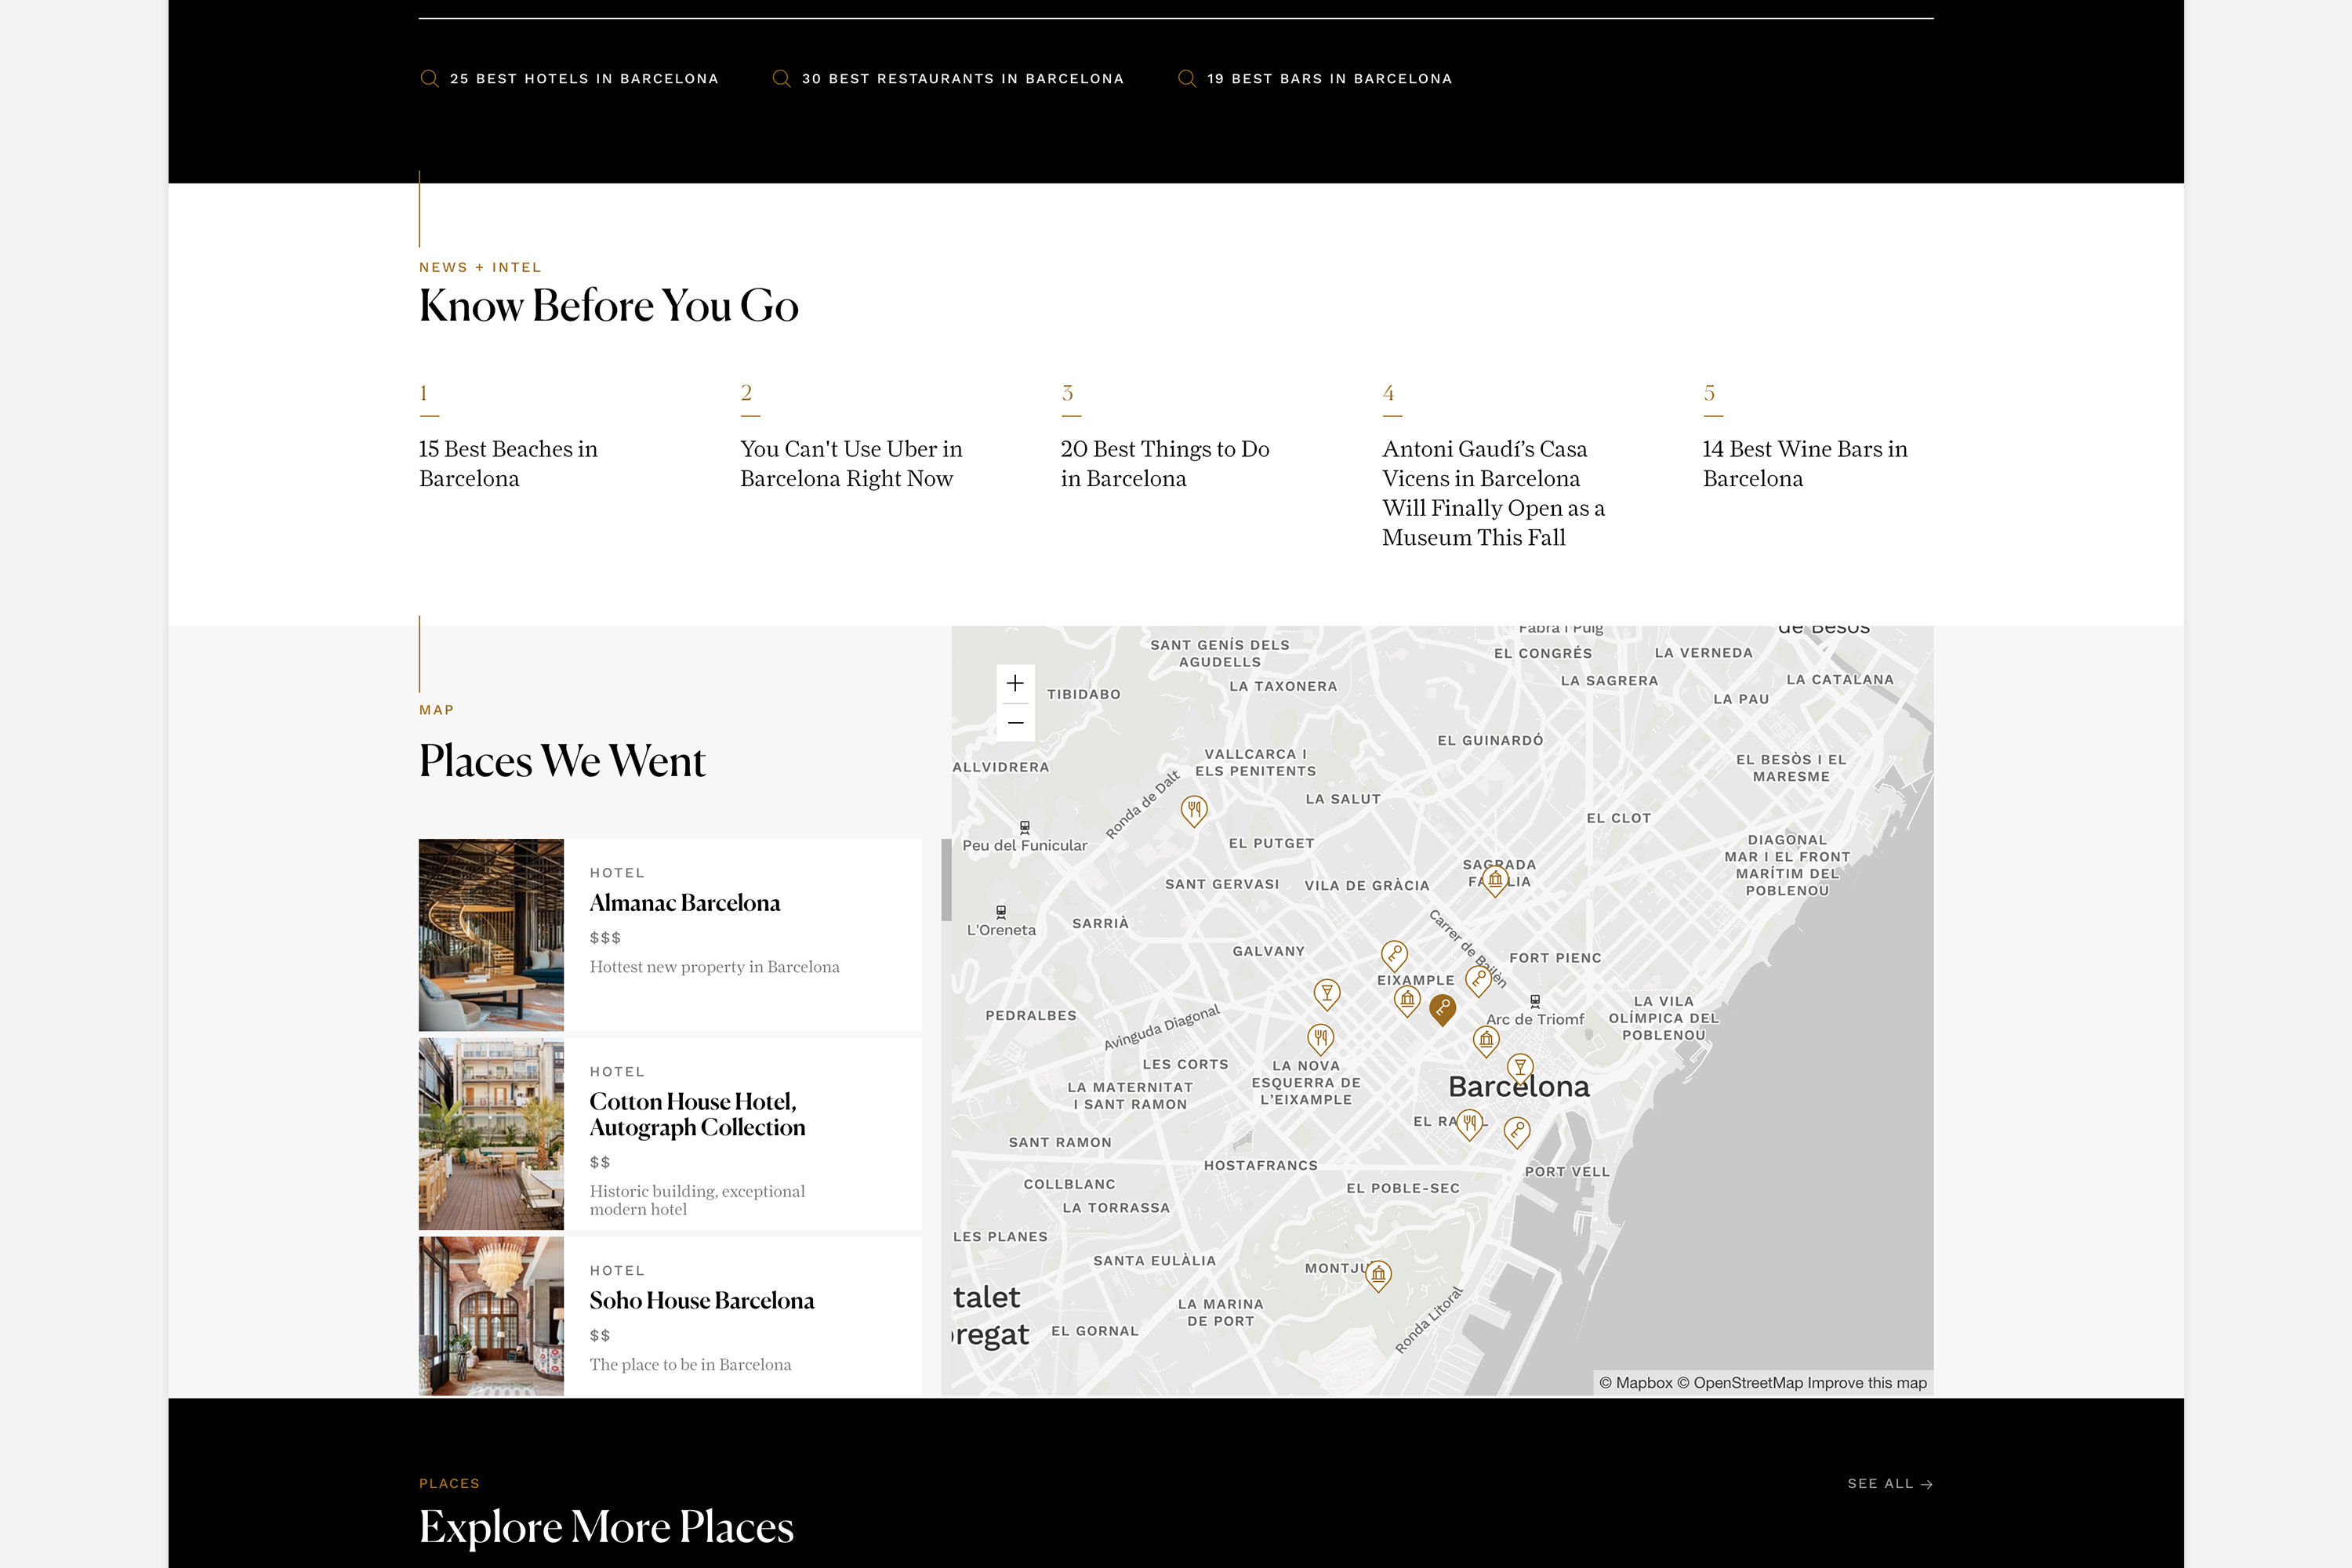 25 BEST HOTELS IN BARCELONA
30 BEST RESTAURANTS IN BARCELONA
19 BEST BARS IN BARCELONA
NEWS + INTEL
Know Before You Go
1
15 Best Beaches in
Barcelona
2
You Can't Use Uber in
Barcelona Right Now
3
20 Best Things to Do
in Barcelona
4
Antoni Gaudí’s Casa
Vicens in Barcelona
Will Finally Open as a
Museum This Fall
5
14 Best Wine Bars in
Barcelona
MAP
Places We Went
HOTEL
Almanac Barcelona
$$$
Hottest new property in Barcelona
HOTEL
Cotton House Hotel,
Autograph Collection
$$
Historic building, exceptional
modern hotel
HOTEL
Soho House Barcelona
$$
The place to be in Barcelona
Fabra i Puig
de Besòs
SANT GENÍS DELS
AGUDELLS
EL CONGRÉS
LA VERNEDA
TIBIDABO
LA TAXONERA
LA SAGRERA
LA CATALANA
LA PAU
EL GUINARDÓ
VALLCARCA I
ELS PENITENTS
ALLVIDRERA
EL BESÒS I EL
MARESME
Ronda de Dalt
LA SALUT
EL CLOT
Peu del Funicular
EL PUTGET
DIAGONAL
MAR I EL FRONT
MARÍTIM DEL
POBLENOU
SAGRADA
FA LIA
SANT GERVASI
VILA DE GRÀCIA
L'Oreneta
SARRIÀ
Carrer de Bailèn
GALVANY
FORT PIENC
EIXAMPLE
PEDRALBES
Avinguda Diagonal
Arc de Triomf
LA VILA
OLÍMPICA DEL
POBLENOU
LES CORTS
LA NOVA
ESQUERRA DE
L'EIXAMPLE
Barcelona
LA MATERNITAT
I SANT RAMON
EL RA L
SANT RAMON
HOSTAFRANCS
PORT VELL
COLLBLANC
EL POBLE-SEC
LA TORRASSA
LES PLANES
SANTA EULÀLIA
MONTJU
talet
regat
LA MARINA
DE PORT
EL GORNAL
Ronda Litoral
© Mapbox © OpenStreetMap Improve this map
PLACES
SEE ALL →
Explore More Places